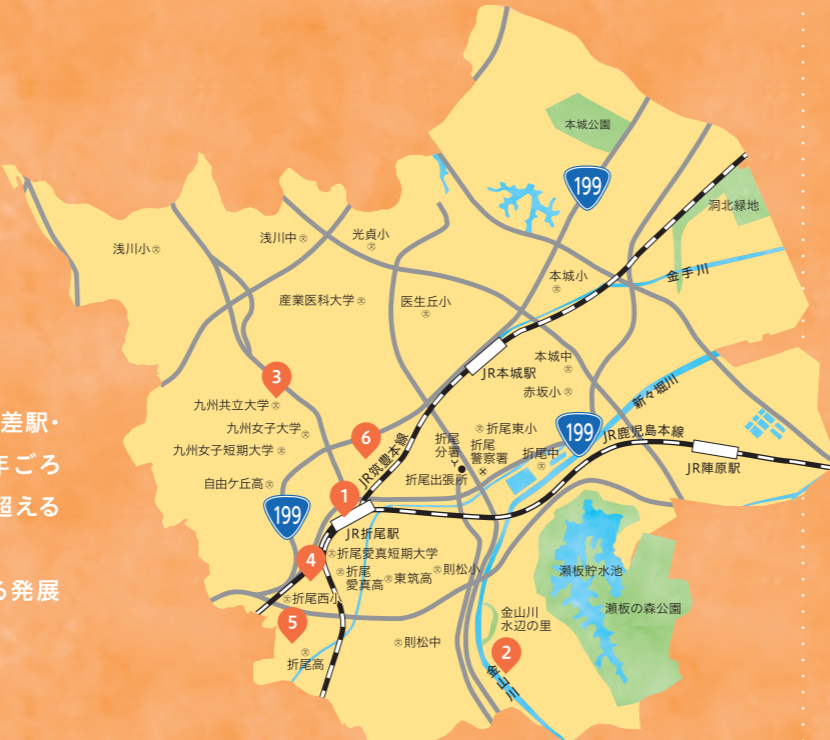 本城公園
199
洞北緑地
浅川小
浅川中
光貞小
本城小
金手川
産業医科大学
医生丘小
JR本城駅
本城中
赤坂小
新々堀川
3
九州共立大学
九州女子大学
九州女子短期大学
自由ケ丘高
6
JR筑豊本線
折尾東小
折尾
分署
折尾
警察署
折尾中
折尾出張所
199
JR鹿児島本線
JR陣原駅
199
1
JR折尾駅
4
折尾愛真短期大学
折尾
愛真高
東筑高
則松小
折尾西小
5
折尾高
則松中
金山川
水辺の里
2
金山川
瀬板貯水池
瀬板の森公園
差駅・
年ごろ
超える
る発展